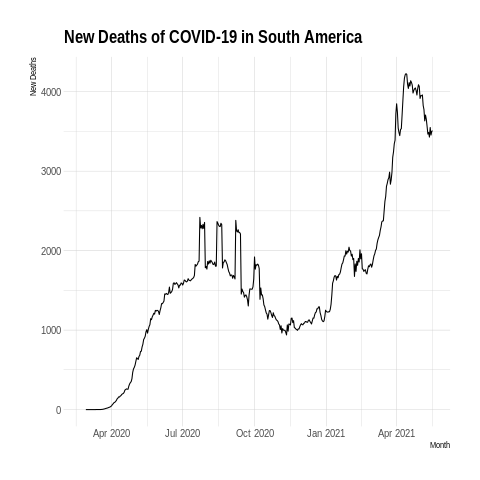 New Deaths of COVID-19 in South America
New Deaths
4000
3000
2000
1000
0
Apr 2020 Jul 2020 Oct 2020 Jan 2021 Apr 2021
Month